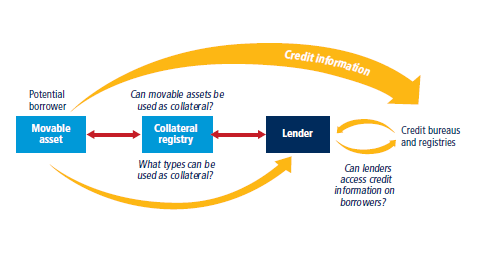 Credit information
Potential
borrower
Can movable assets be
used as collateral?
Movable
asset
Collateral
registry
Lender
Credit bureaus
and registries
What types can be
used as collateral?
Can lenders
access credit
information on
borrowers?